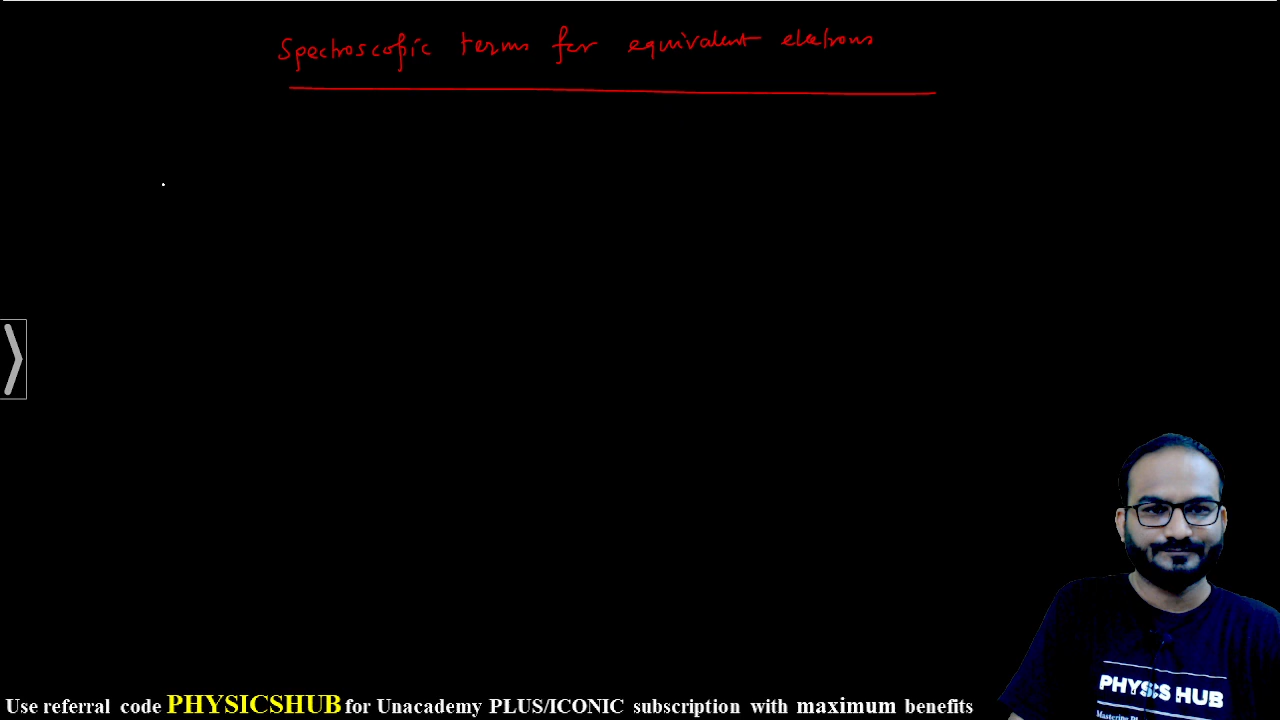 Spectroscopic terms for equivalent electrons
PHYSICS HUB
Use referral code PHYSICSHUB for Unacademy PLUS/ICONIC subscription with maximum benefits